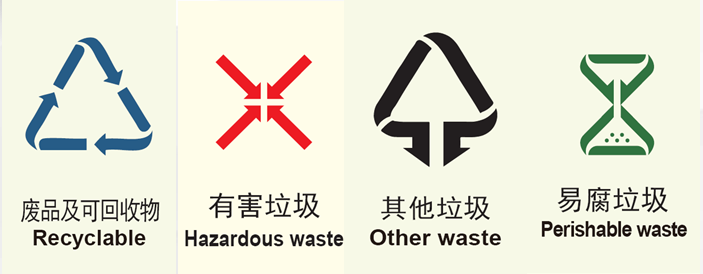 废品及可回收物
Recyclable
有害垃圾
Hazardous waste
其他垃圾
Other waste
易腐垃圾
Perishable waste